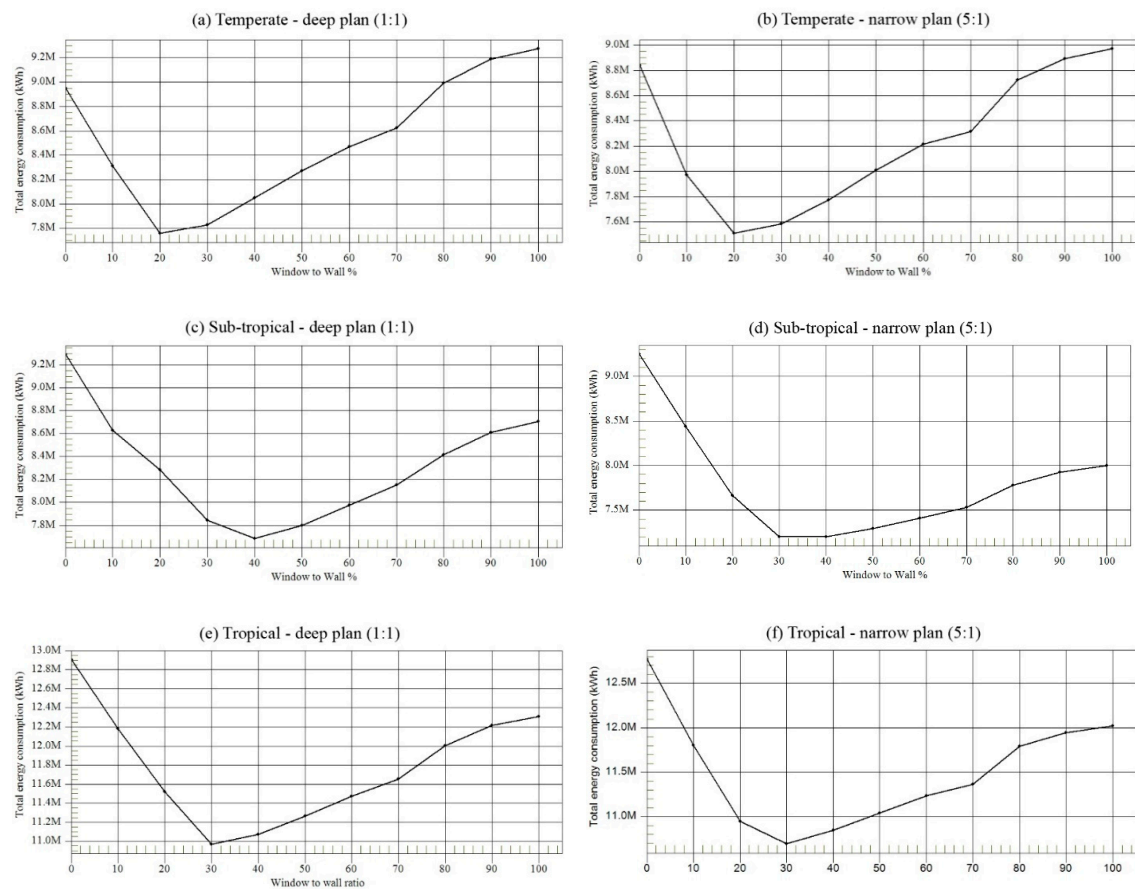 (a) Temperate - deep plan (1:1)
Total energy consumption (kWh)
9.2M
9.0M
8.8M
8.6M
8.4M
8.2M
8.0M
7.8M
0 10 20 30 40 50 60 70 80 90 100
Window to Wall %
(b) Temperate - narrow plan (5:1)
Total energy consumption (kWh)
9.0M
8.8M
8.6M
8.4M
8.2M
8.0M
7.8M
7.6M
0 10 20 30 40 50 60 70 80 90 100
Window to Wall %
(c) Sub-tropical - deep plan (1:1)
Total energy consumption (kWh)
9.2M
9.0M
8.8M
8.6M
8.4M
8.2M
8.0M
7.8M
0 10 20 30 40 50 60 70 80 90 100
Window to Wall %
(d) Sub-tropical - narrow plan (5:1)
Total energy consumption (kWh)
9.0M
8.5M
8.0M
7.5M
0 10 20 30 40 50 60 70 80 90 100
Window to Wall %
(e) Tropical - deep plan (1:1)
Total energy consumption (kWh)
13.0M
12.8M
12.6M
12.4M
12.2M
12.0M
11.6M
11.4M
11.2M
11.0M
0 10 20 30 40 50 60 70 80 90 100
Window to wall ratio
(f) Tropical - narrow plan (5:1)
Total energy consumption (kWh)
12.5M
12.0M
11.5M
11.0M
0 10 20 30 40 50 60 70 80 90 100